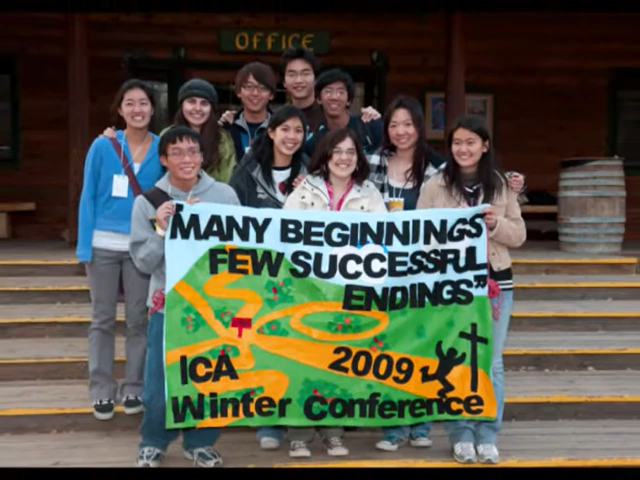 OFFICE
"MANY BEGINNINGS
FEW SUCCESSFUL
ENDINGS"
ICA 2009
Winter Conference